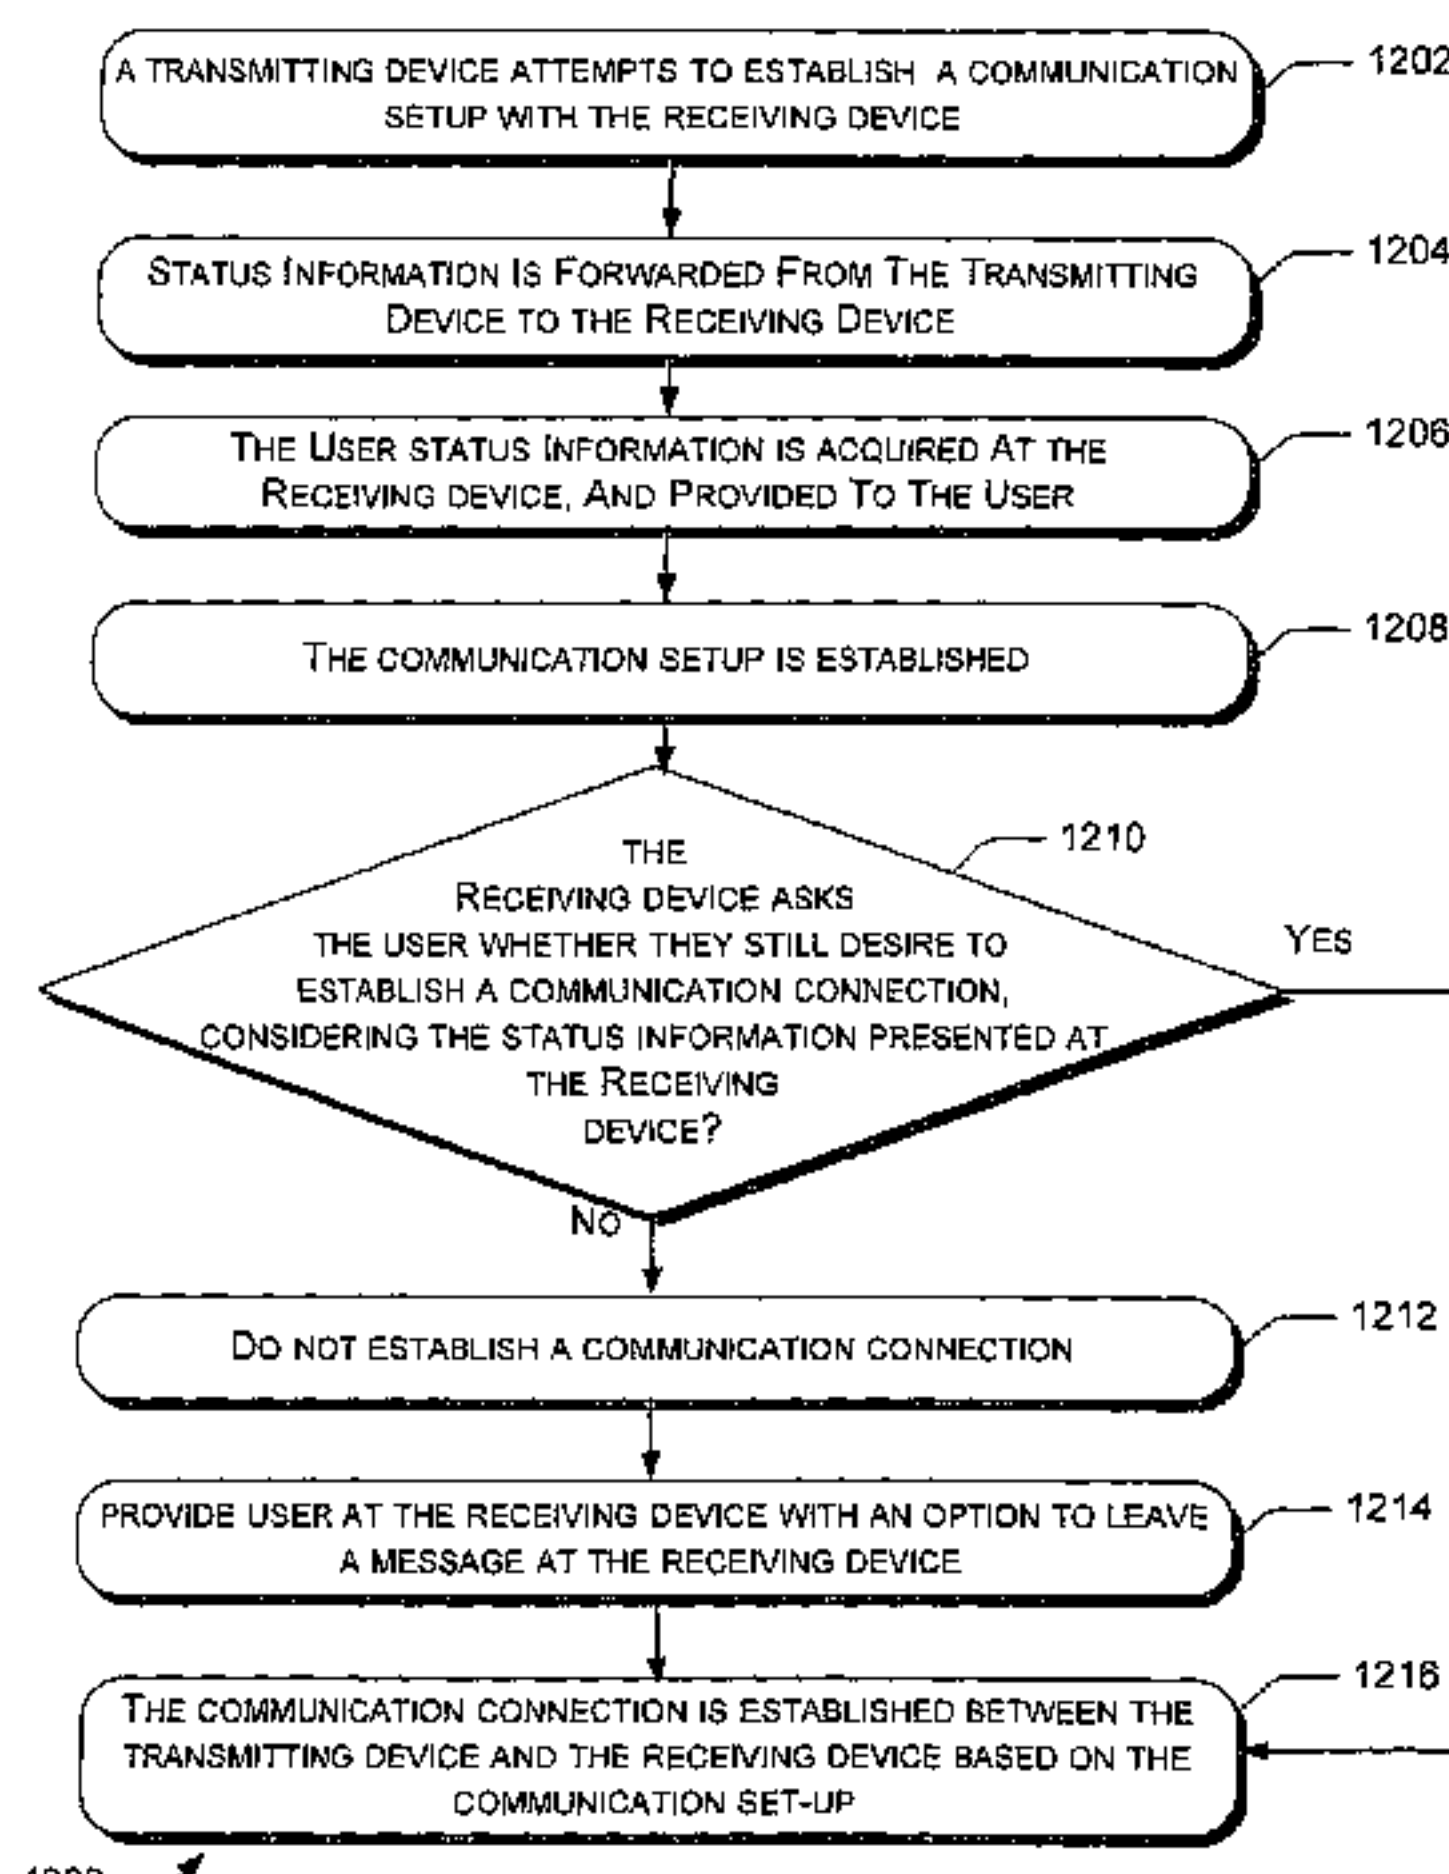 A TRANSMITTING DEVICE ATTEMPTS TO ESTABLISH A COMMUNICATION
SETUP WITH THE RECEIVING DEVICE
1202
STATUS INFORMATION IS FORWARDED FROM THE TRANSMITTING
DEVICE TO THE RECEIVING DEVICE
1204
THE USER STATUS INFORMATION IS ACQUIRED AT THE
RECEIVING DEVICE, AND PROVIDED TO THE USER
1206
THE COMMUNICATION SETUP IS ESTABLISHED
1208
THE
RECEIVING DEVICE ASKS
THE USER WHETHER THEY STILL DESIRE TO
ESTABLISH A COMMUNICATION CONNECTION,
CONSIDERING THE STATUS INFORMATION PRESENTED AT
THE RECEIVING
DEVICE?
1210
YES
NO
DO NOT ESTABLISH A COMMUNICATION CONNECTION
1212
PROVIDE USER AT THE RECEIVING DEVICE WITH AN OPTION TO LEAVE
A MESSAGE AT THE RECEIVING DEVICE
1214
THE COMMUNICATION CONNECTION IS ESTABLISHED BETWEEN THE
TRANSMITTING DEVICE AND THE RECEIVING DEVICE BASED ON THE
COMMUNICATION SET-UP
1216